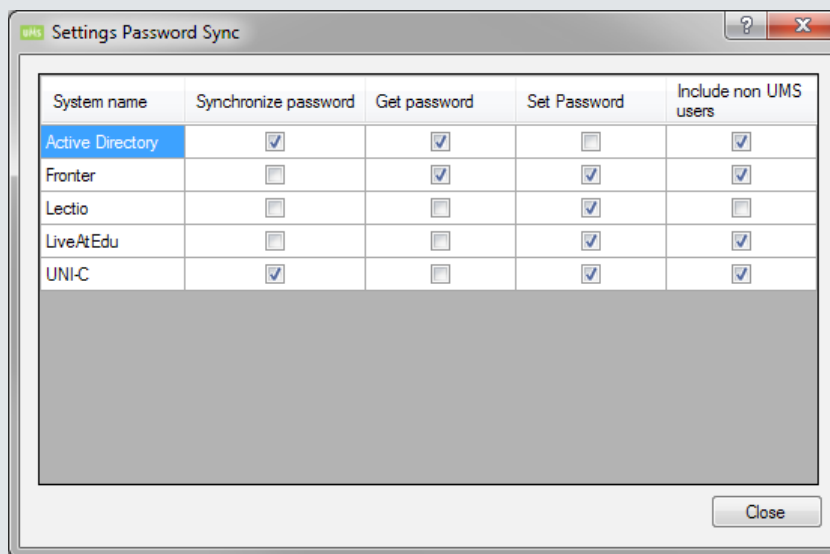 UMS Settings Password Sync ?
System name Synchronize password Get password Set Password Include non UMS
users
Active Directory
Fronter
Lectio
LiveAtEdu
UNI-C
Close